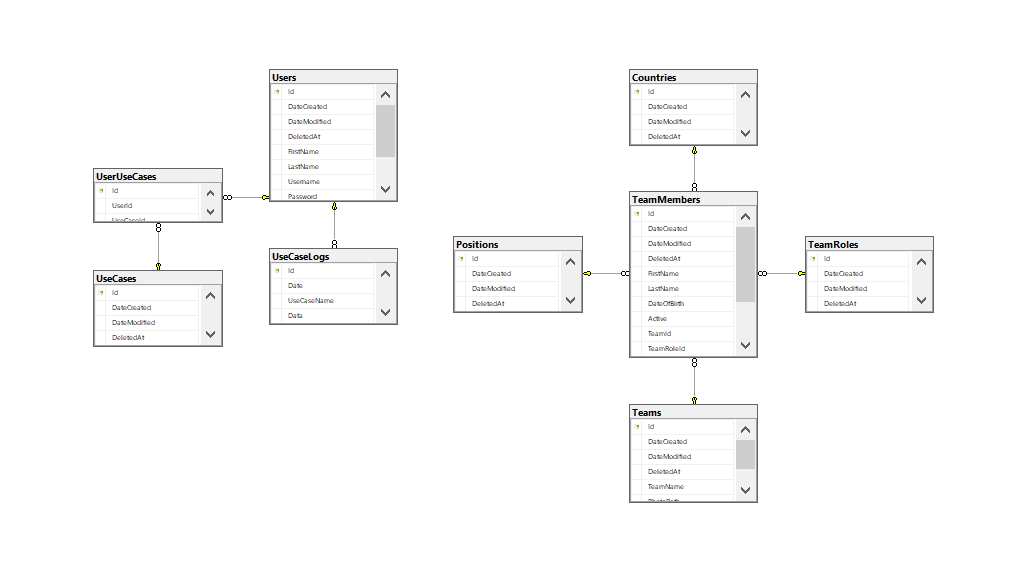 Users
Id
DateCreated
DateModified
DeletedAt
FirstName
LastName
Username
Password
Countries
Id
DateCreated
DateModified
DeletedAt
UserUseCases
Id
UserId
UseCaseId
TeamMembers
Id
DateCreated
DateModified
DeletedAt
FirstName
LastName
DateOfBirth
Active
TeamId
TeamRoleId
Positions
Id
DateCreated
DateModified
DeletedAt
TeamRoles
Id
DateCreated
DateModified
DeletedAt
UseCaseLogs
Id
Date
UseCaseName
Data
UseCases
Id
DateCreated
DateModified
DeletedAt
Teams
Id
DateCreated
DateModified
DeletedAt
TeamName